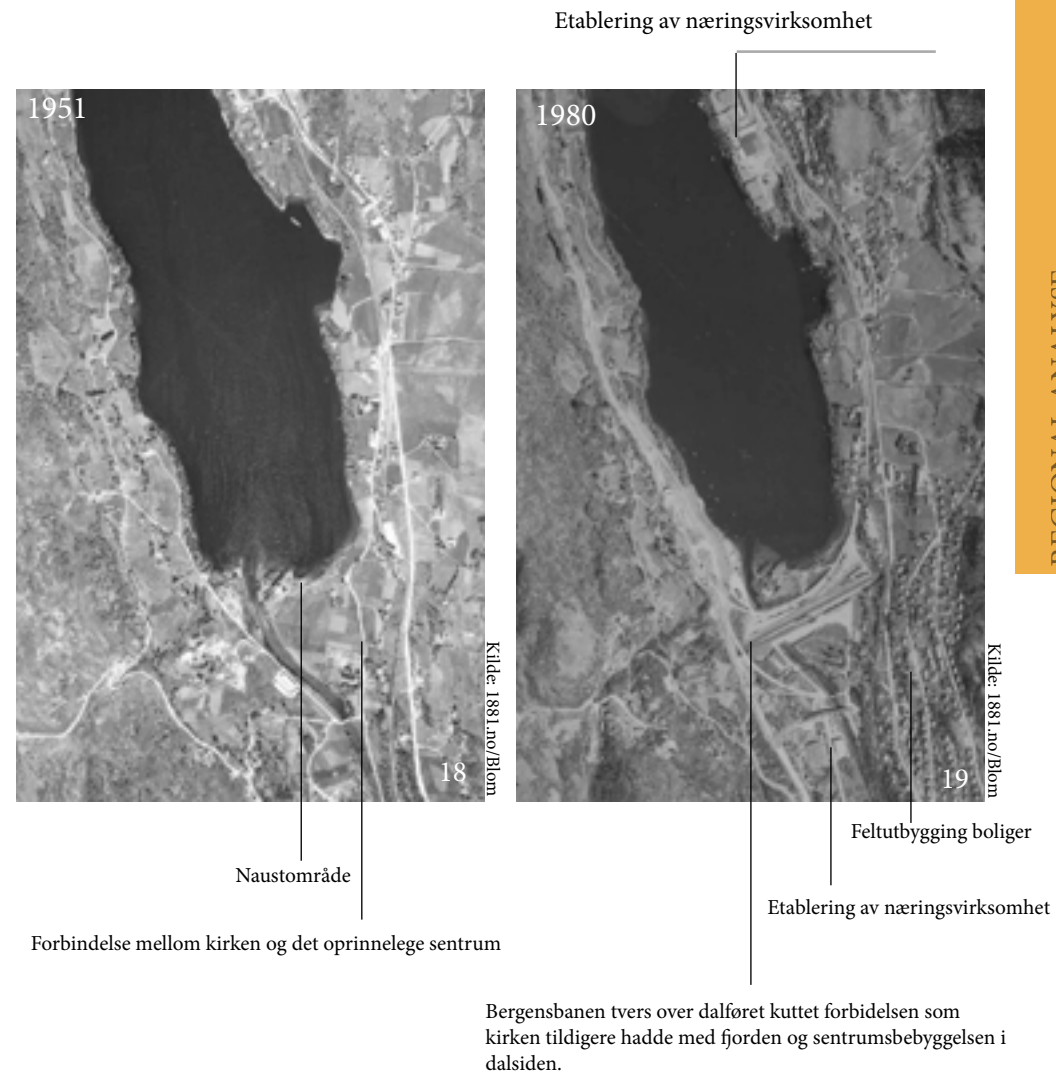 Etablering av næringsvirksomhet
1951
1980
Kilde: 1881.no/Blom
Kilde: 1881.no/Blom
18
19
Feltutbygging boliger
Naustområde
Etablering av næringsvirksomhet
Forbindelse mellom kirken og det oprinnelege sentrum
Bergensbanen tvers over dalføret kuttet forbidelsen som
kirken tildigere hadde med fjorden og sentrumsbebyggelsen i
dalsiden.